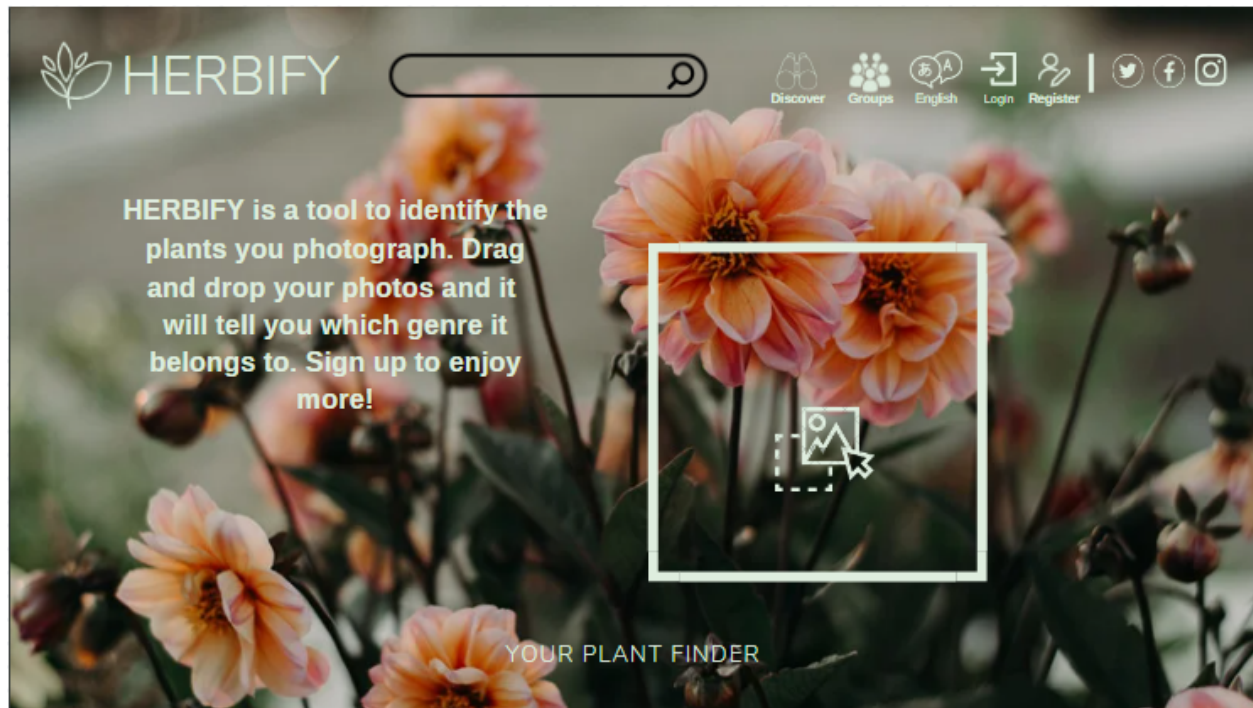 HERBIFY
Discover
Groups
あ A
English
Login
Register
HERBIFY is a tool to identify the
plants you photograph. Drag
and drop your photos and it
will tell you which genre it
belongs to. Sign up to enjoy
more!
YOUR PLANT FINDER